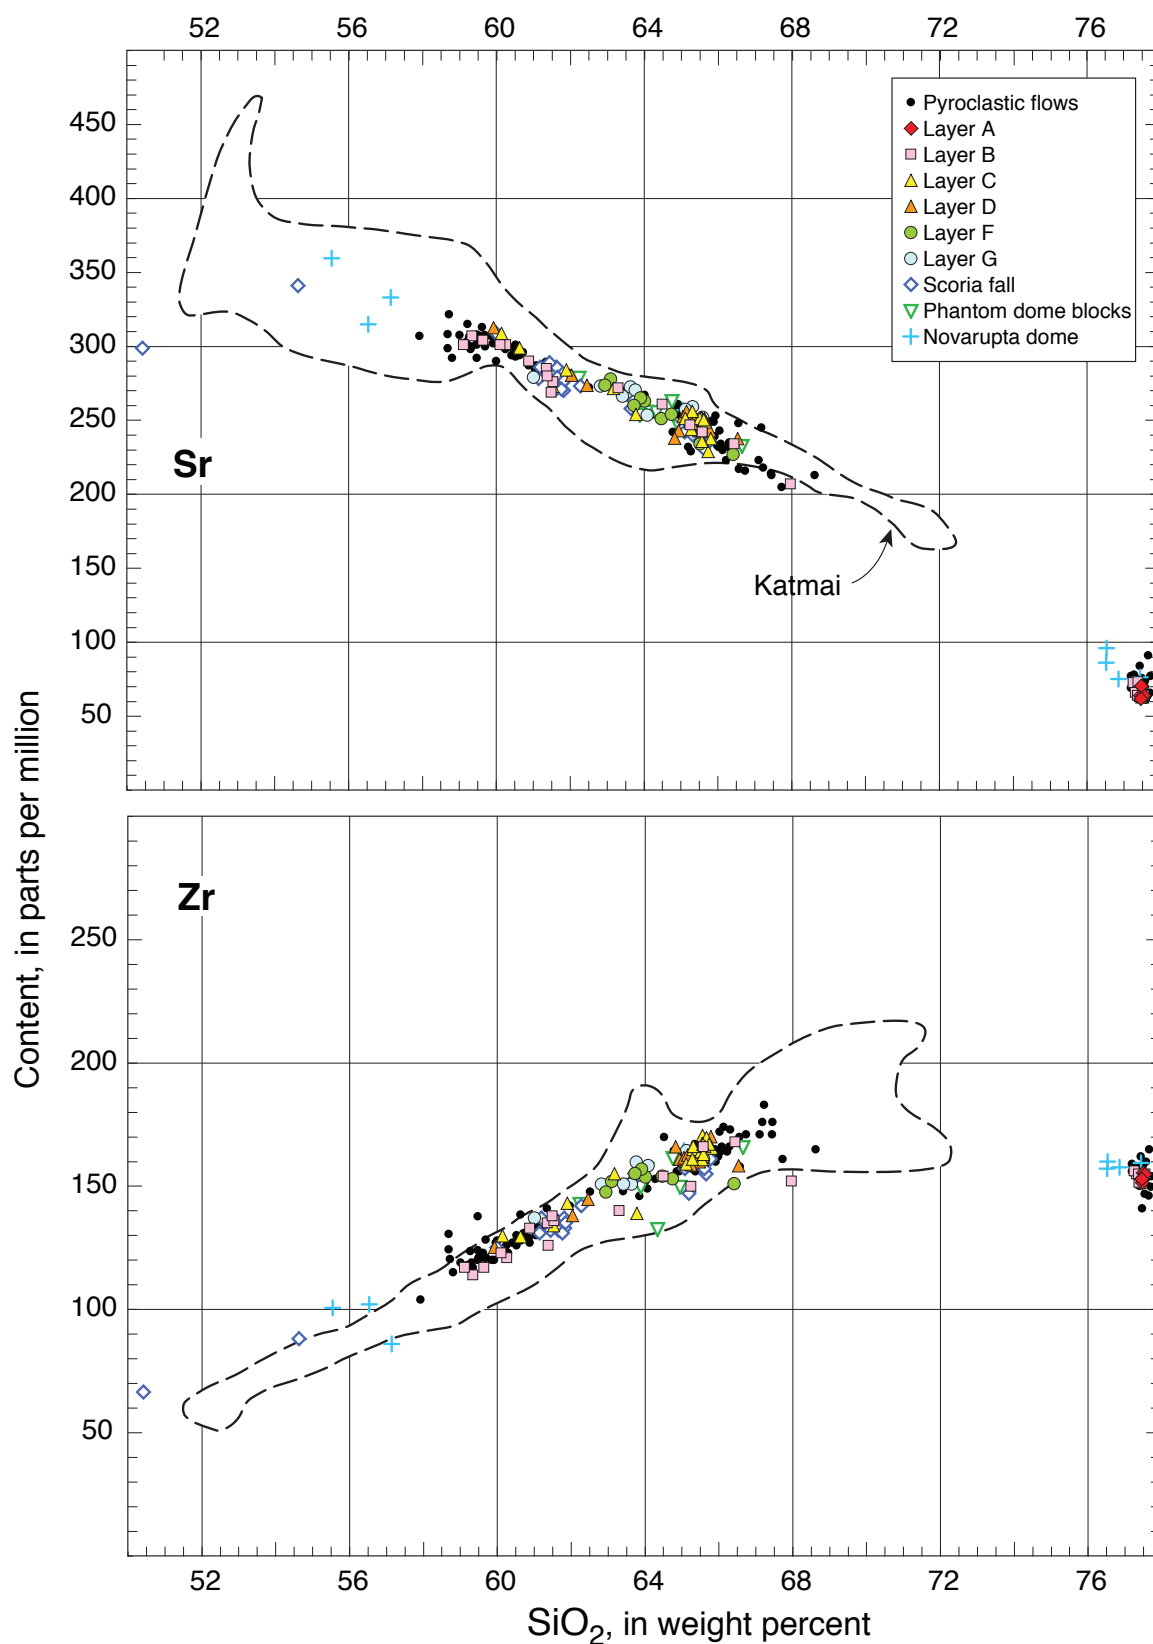 52 56 60 64 68 72 76
450
400
350
300
250
200
150
100
50
Sr
Katmai
Pyroclastic flows
Layer A
Layer B
Layer C
Layer D
Layer F
Layer G
Scoria fall
Phantom dome blocks
Novarupta dome
Content, in parts per million
Zr
250
200
150
100
50
52 56 60 64 68 72 76
SiO₂, in weight percent